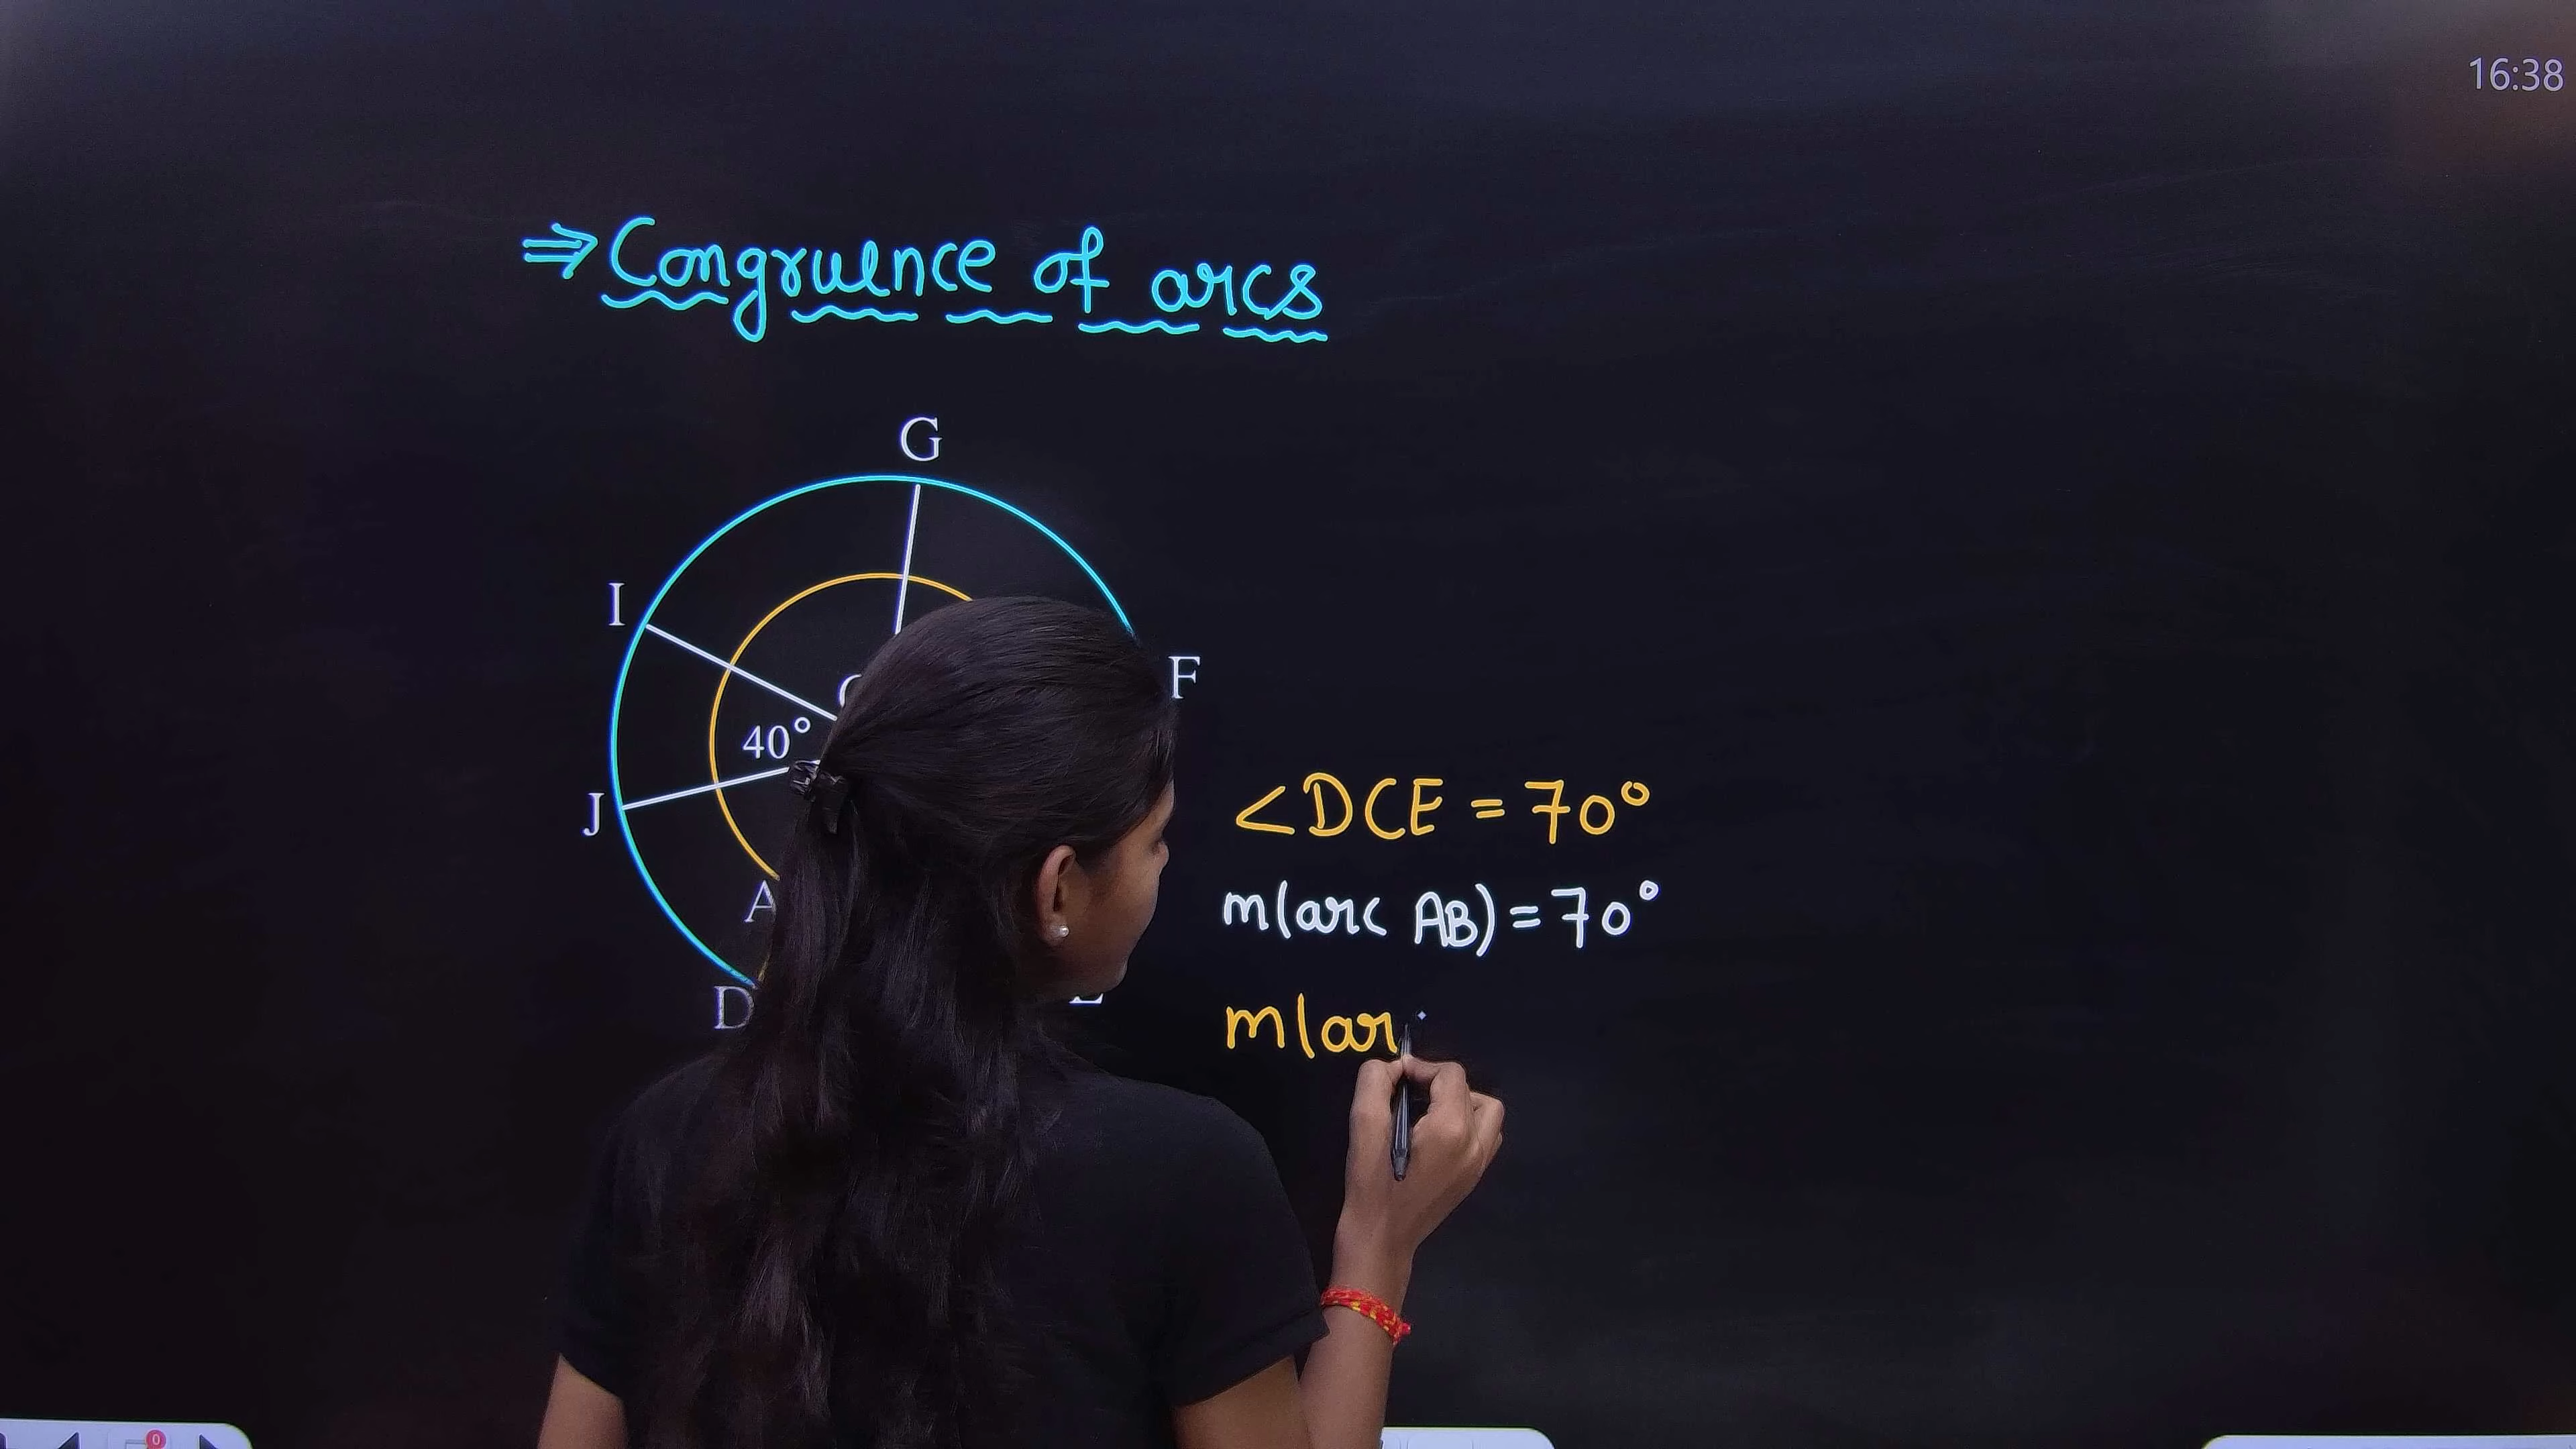 16:38
⇒ Congruence of arcs
G
I
F
40°
J
∠DCE = 70°
m(arc AB) = 70°
A
D
m(ar